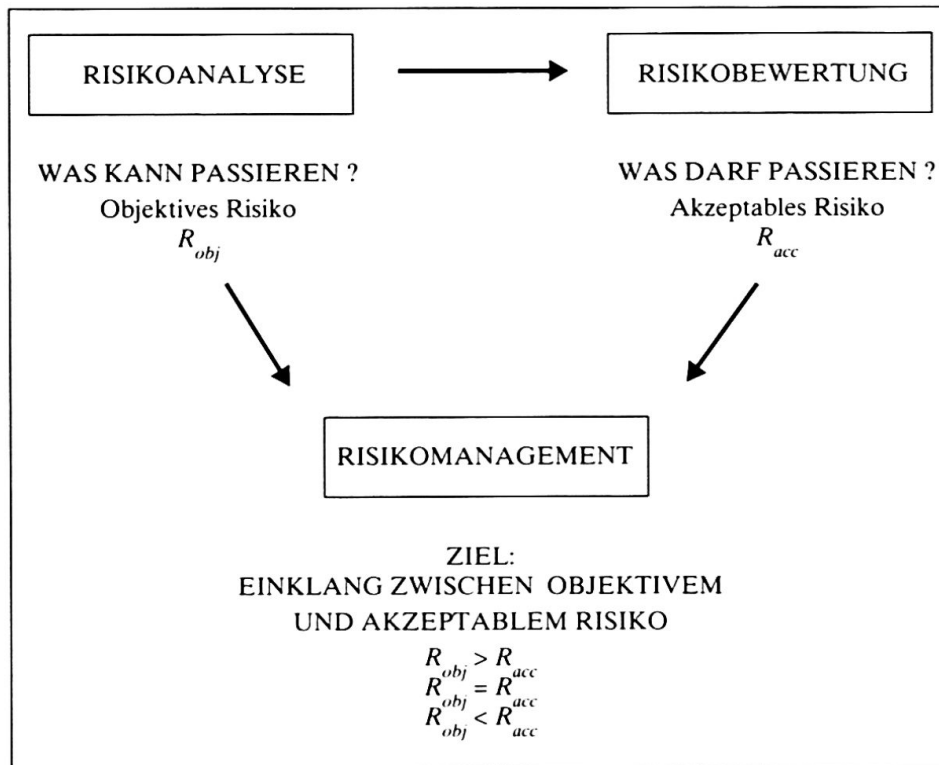 RISIKOANALYSE
RISIKOBEWERTUNG
WAS KANN PASSIEREN ?
Objektives Risiko
R_obj
WAS DARF PASSIEREN ?
Akzeptables Risiko
R_acc
RISIKOMANAGEMENT
ZIEL:
EINKLANG ZWISCHEN OBJEKTIVEM
UND AKZEPTABLEM RISIKO
R_obj > R_acc
R_obj = R_acc
R_obj < R_acc